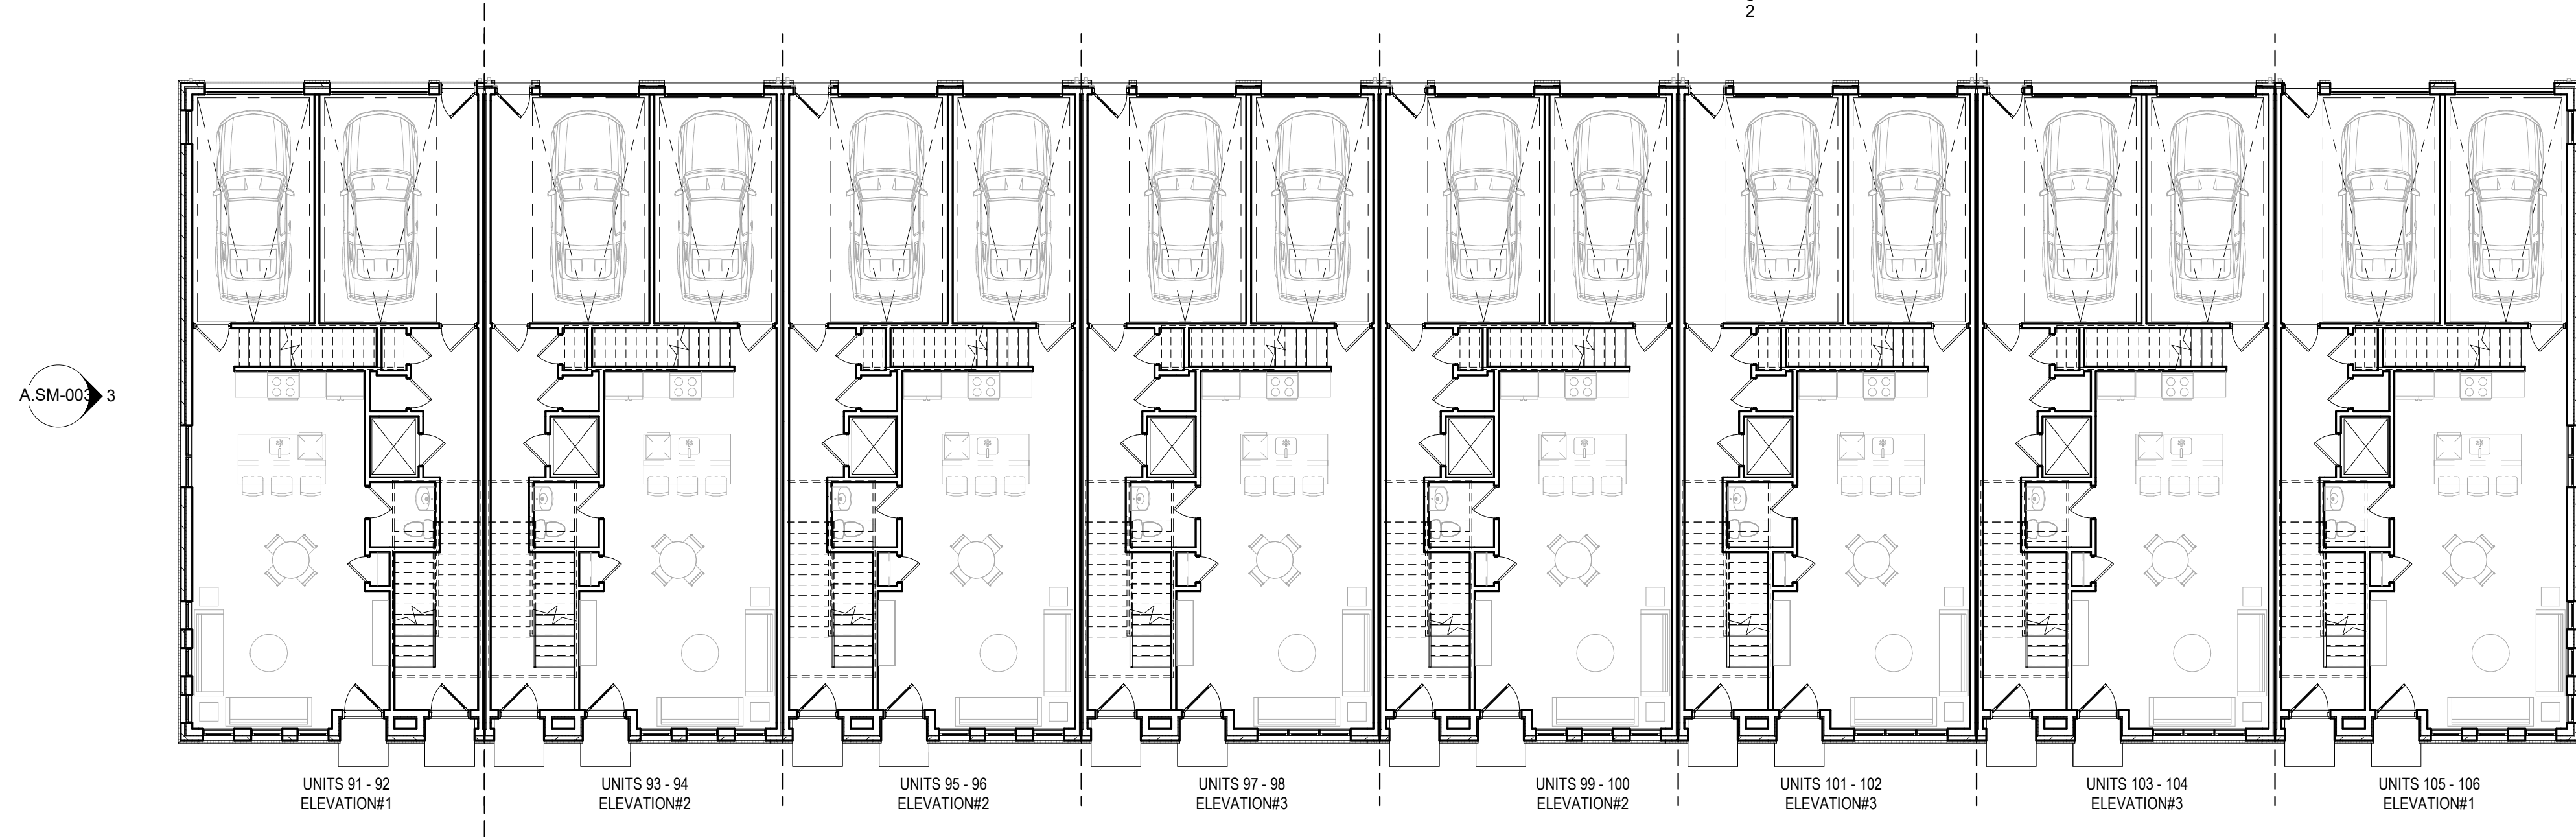 2
A.SM-003
3
UNITS 91 - 92
ELEVATION#1
UNITS 93 - 94
ELEVATION#2
UNITS 95 - 96
ELEVATION#2
UNITS 97 - 98
ELEVATION#3
UNITS 99 - 100
ELEVATION#2
UNITS 101 - 102
ELEVATION#3
UNITS 103 - 104
ELEVATION#3
UNITS 105 - 106
ELEVATION#1